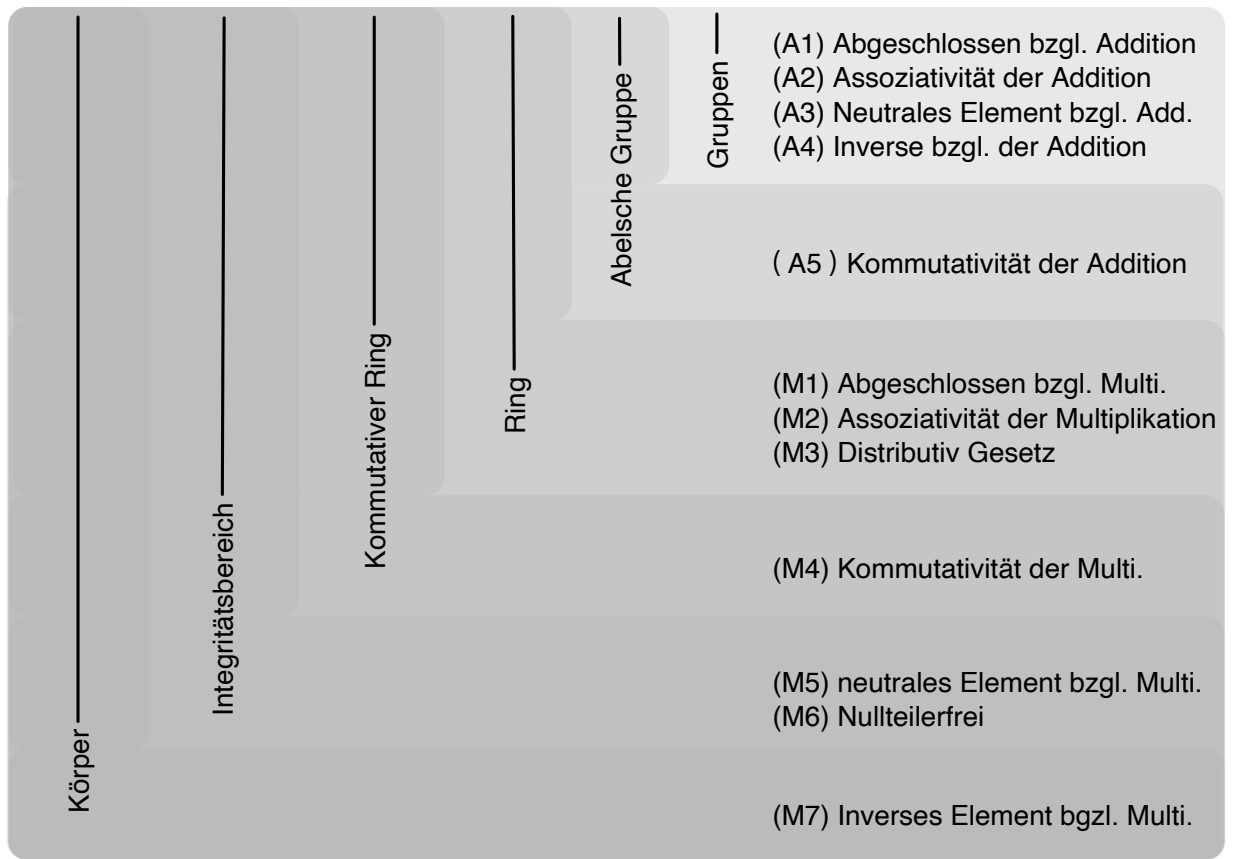 (A1) Abgeschlossen bzgl. Addition
(A2) Assoziativität der Addition
(A3) Neutrales Element bzgl. Add.
(A4) Inverse bzgl. der Addition
Gruppen
( A5 ) Kommutativität der Addition
Abelsche Gruppe
(M1) Abgeschlossen bzgl. Multi.
(M2) Assoziativität der Multiplikation
(M3) Distributiv Gesetz
Ring
(M4) Kommutativität der Multi.
Kommutativer Ring
(M5) neutrales Element bzgl. Multi.
(M6) Nullteilerfrei
Integritätsbereich
(M7) Inverses Element bgzl. Multi.
Körper